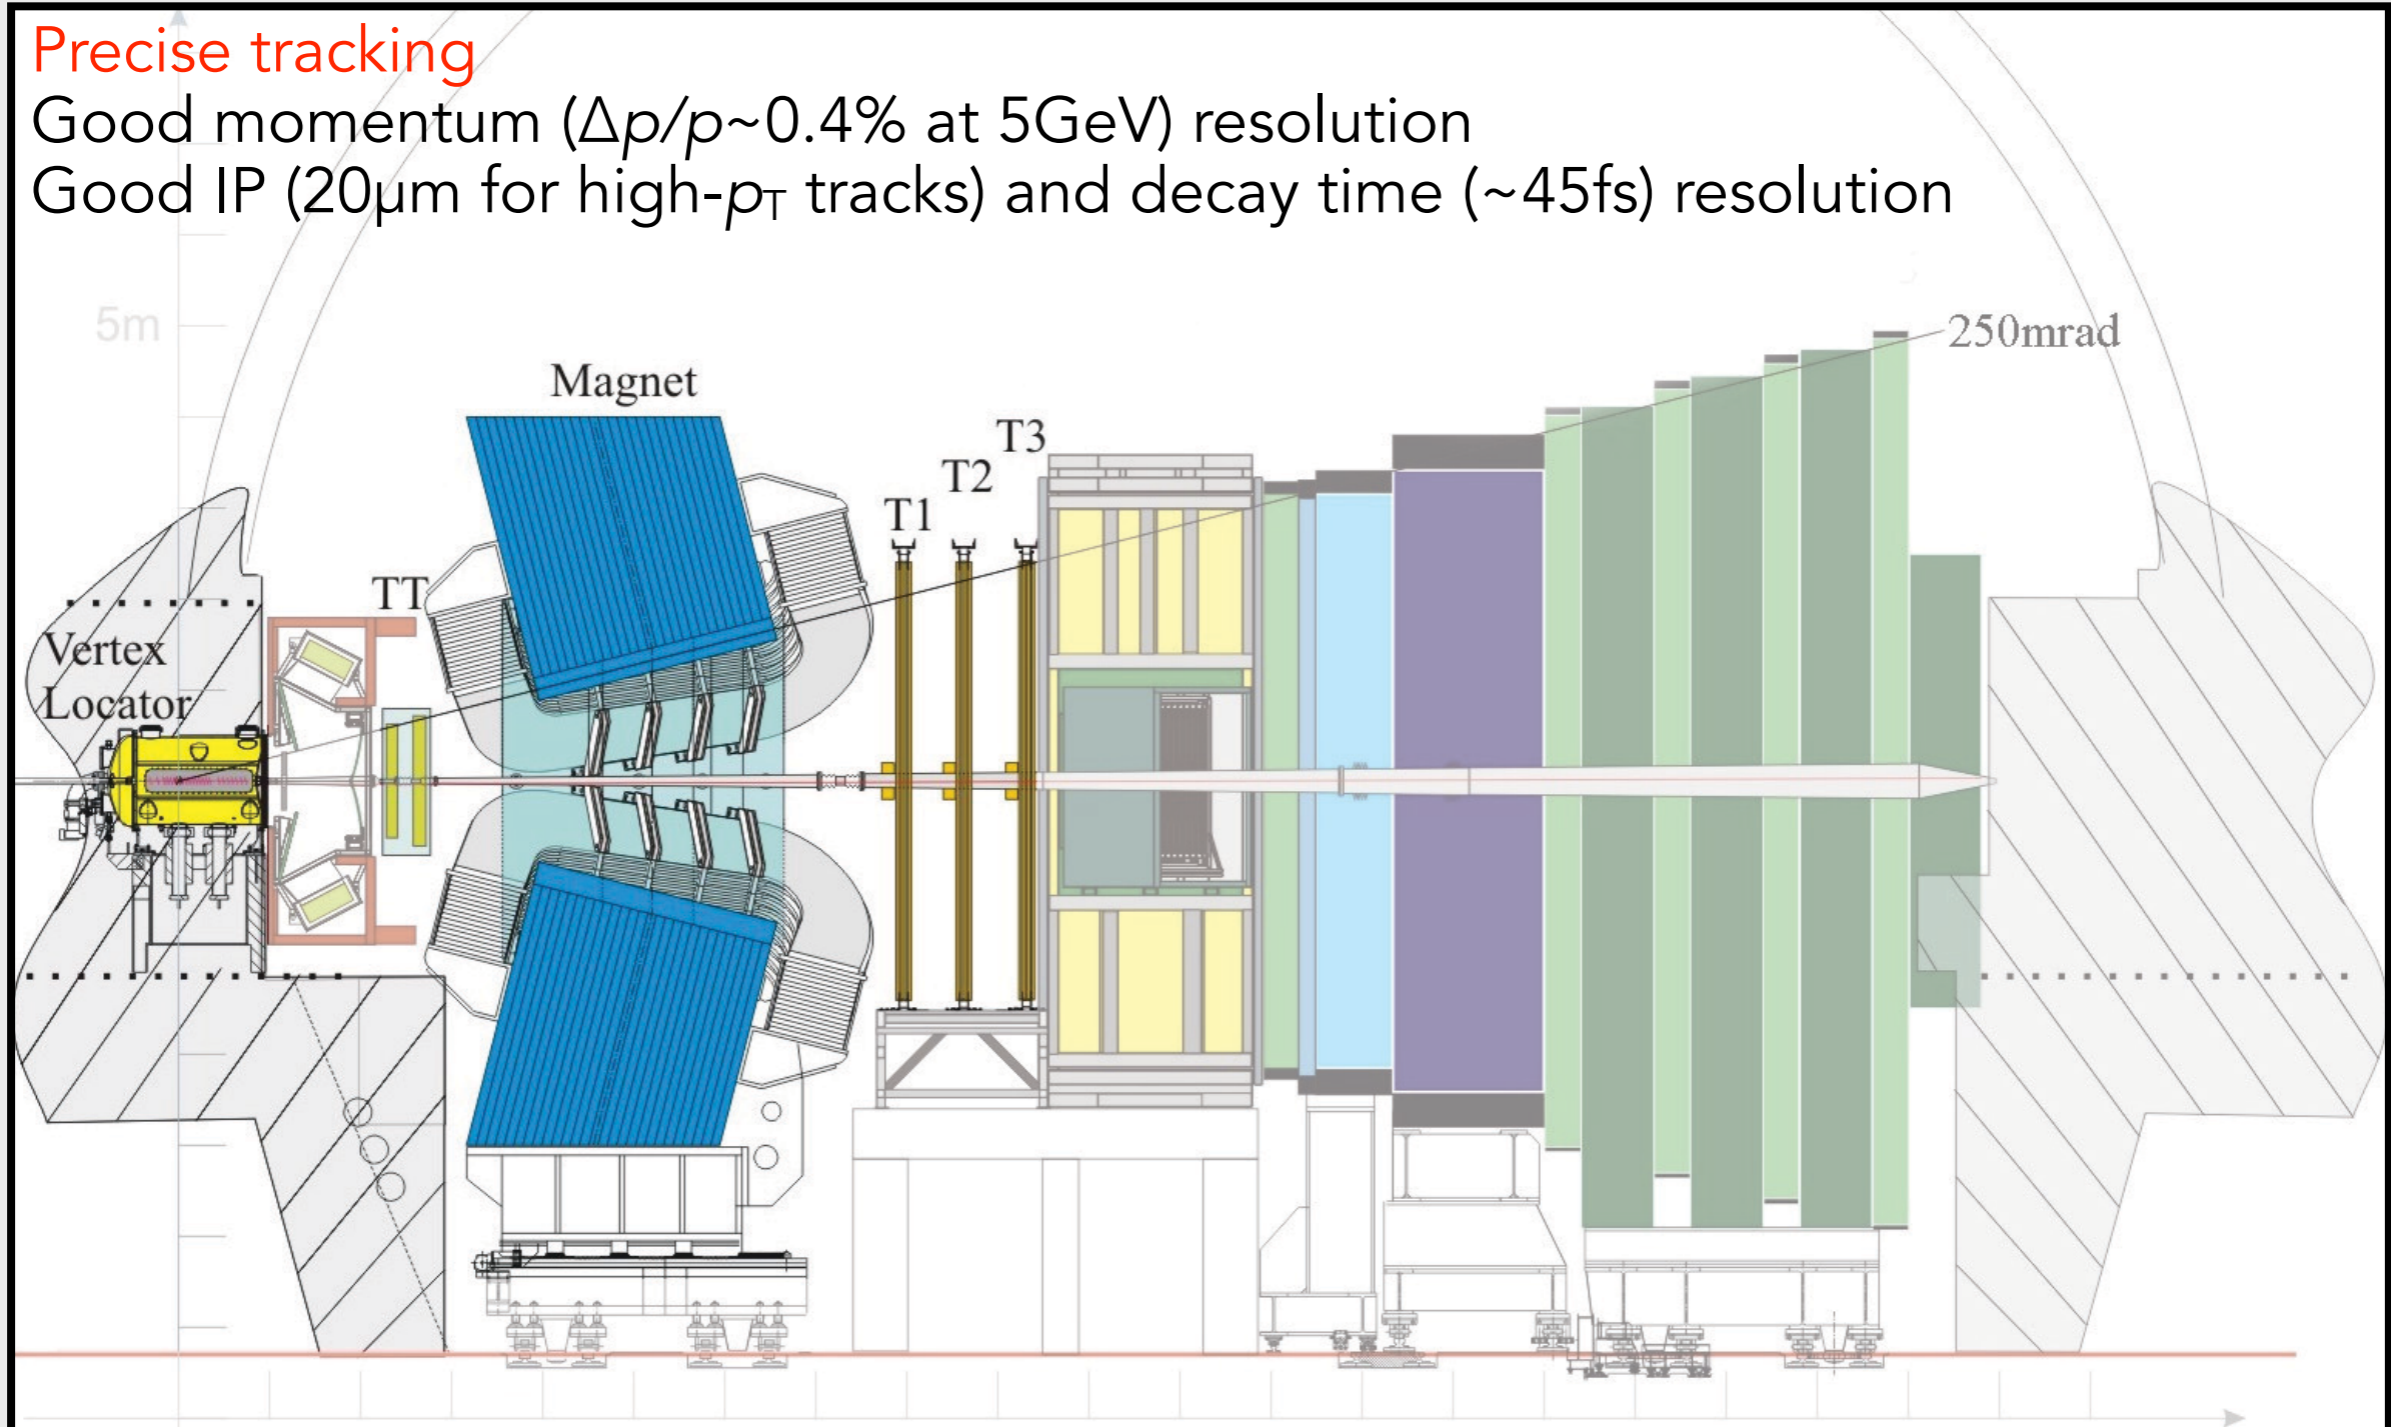 Precise tracking
Good momentum (Δp/p~0.4% at 5GeV) resolution
Good IP (20μm for high-pT tracks) and decay time (~45fs) resolution
5m
250mrad
Magnet
T3
T2
T1
TT
Vertex
Locator